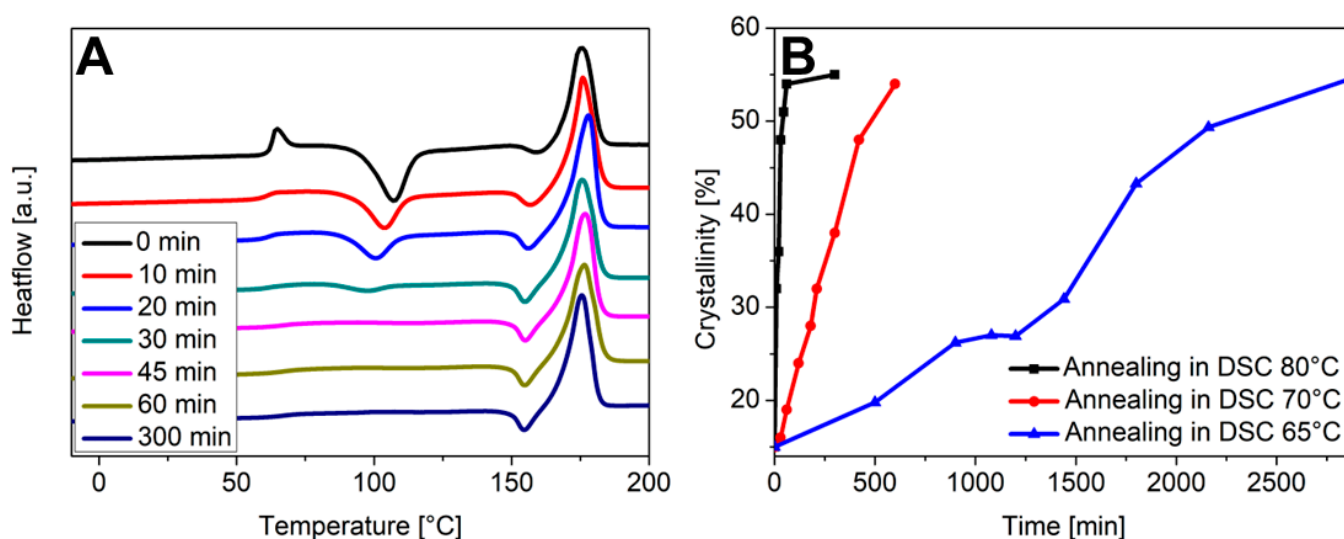 A
Heatflow [a.u.]
0 min
10 min
20 min
30 min
45 min
60 min
300 min
0
50
100
150
200
Temperature [°C]
B
Crystallinity [%]
60
50
40
30
20
Annealing in DSC 80°C
Annealing in DSC 70°C
Annealing in DSC 65°C
0
500
1000
1500
2000
2500
Time [min]